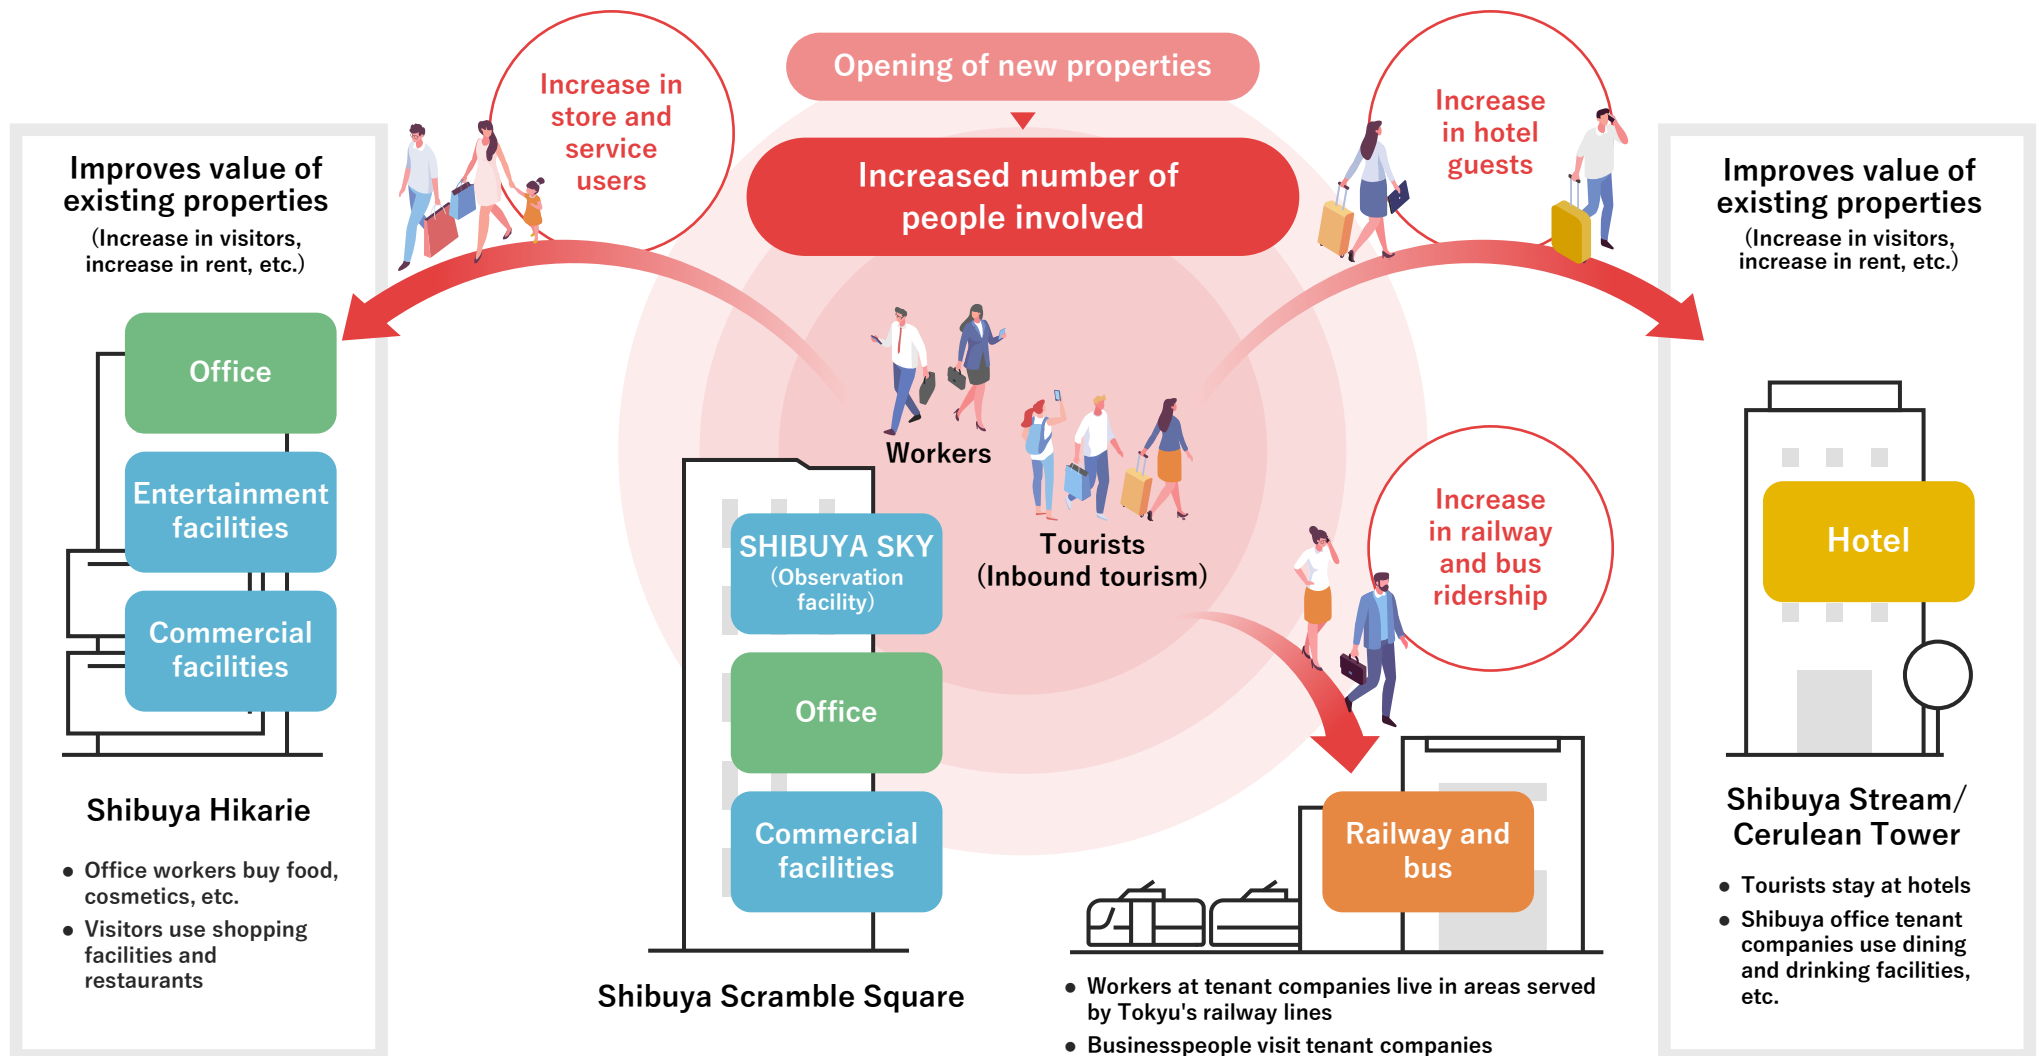 Opening of new properties
Increased number of
people involved
Increase in
store and
service
users
Increase
in hotel
guests
Improves value of
existing properties
(Increase in visitors,
increase in rent, etc.)
Office
Entertainment
facilities
Commercial
facilities
Shibuya Hikarie
● Office workers buy food,
cosmetics, etc.
● Visitors use shopping
facilities and
restaurants
Workers
Tourists
(Inbound tourism)
SHIBUYA SKY
(Observation
facility)
Office
Commercial
facilities
Shibuya Scramble Square
Increase
in railway
and bus
ridership
Railway and
bus
● Workers at tenant companies live in areas served
by Tokyu's railway lines
● Businesspeople visit tenant companies
Improves value of
existing properties
(Increase in visitors,
increase in rent, etc.)
Hotel
Shibuya Stream/
Cerulean Tower
● Tourists stay at hotels
● Shibuya office tenant
companies use dining
and drinking facilities,
etc.